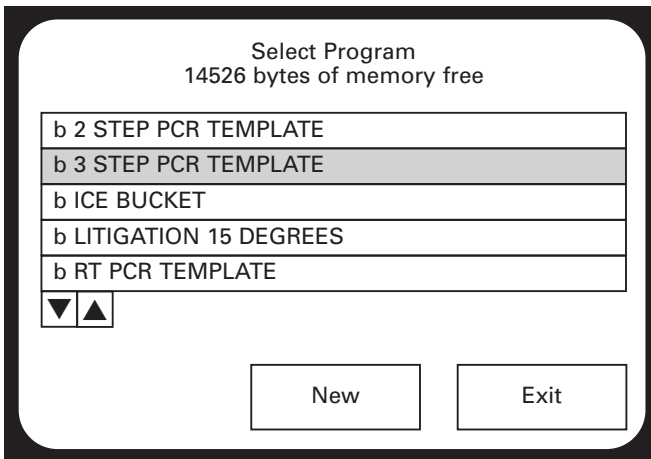 Select Program
14526 bytes of memory free
b 2 STEP PCR TEMPLATE
b 3 STEP PCR TEMPLATE
b ICE BUCKET
b LITIGATION 15 DEGREES
b RT PCR TEMPLATE
New
Exit